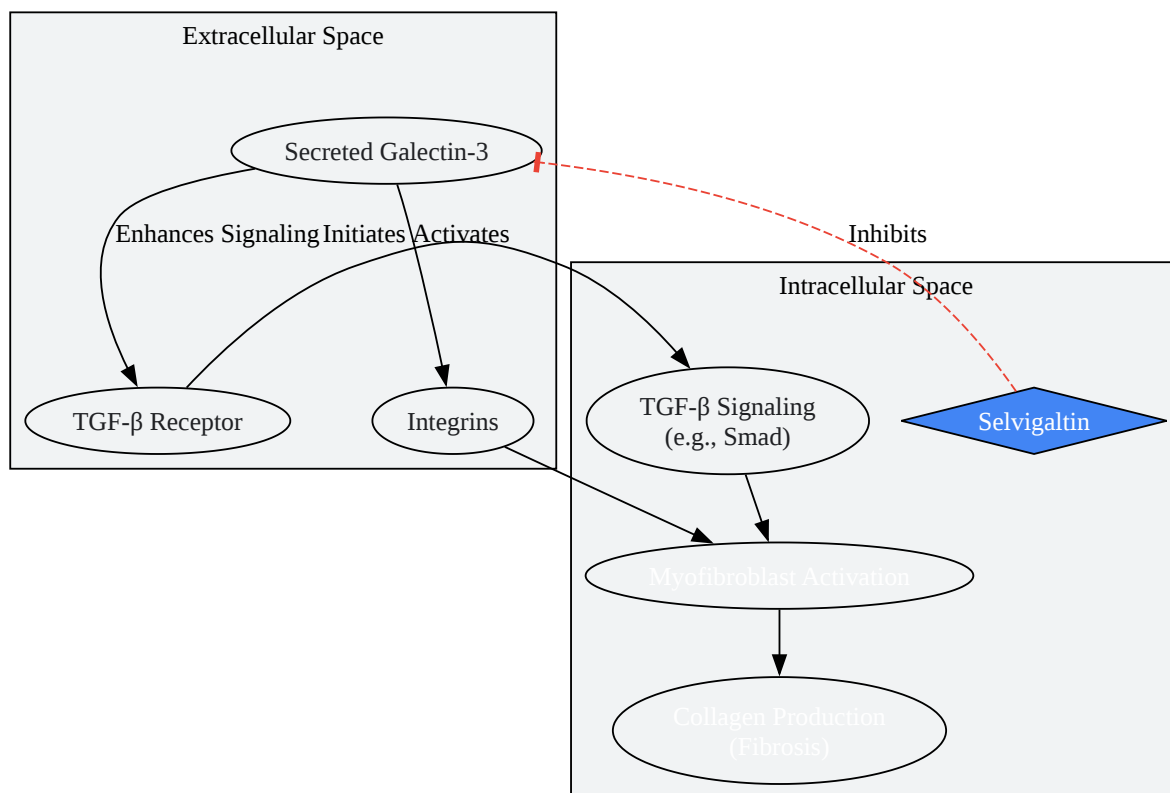 Extracellular Space
Secreted Galectin-3
Enhances Signaling
Initiates
Activates
Inhibits
Intracellular Space
TGF-β Receptor
Integrins
TGF-β Signaling
(e.g., Smad)
Selvigaltin
Myofibroblast Activation
Collagen Production
(Fibrosis)